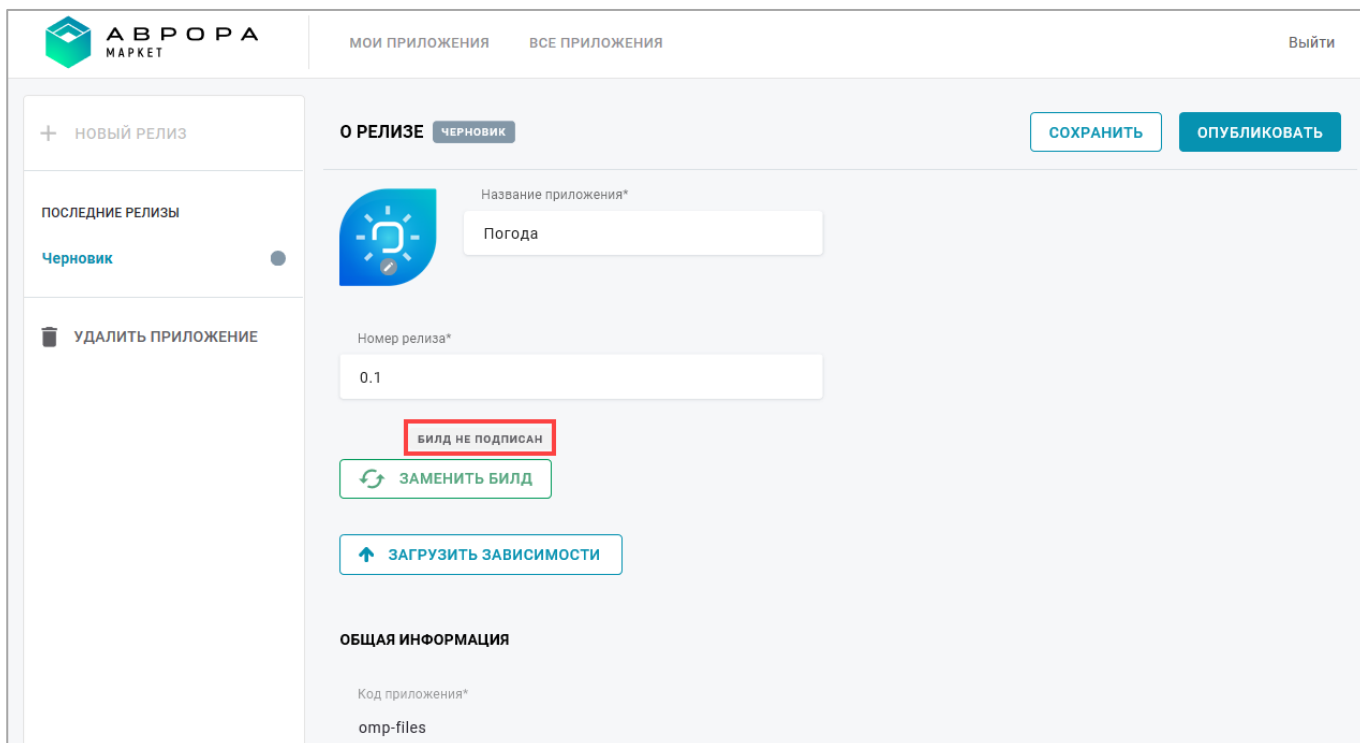 АВРОРА
МАРКЕТ
МОИ ПРИЛОЖЕНИЯ
ВСЕ ПРИЛОЖЕНИЯ
Выйти
НОВЫЙ РЕЛИЗ
ПОСЛЕДНИЕ РЕЛИЗЫ
Черновик
УДАЛИТЬ ПРИЛОЖЕНИЕ
О РЕЛИЗЕ
ЧЕРНОВИК
СОХРАНИТЬ
ОПУБЛИКОВАТЬ
Название приложения*
Погода
Номер релиза*
0.1
БИЛД НЕ ПОДПИСАН
ЗАМЕНИТЬ БИЛД
ЗАГРУЗИТЬ ЗАВИСИМОСТИ
ОБЩАЯ ИНФОРМАЦИЯ
Код приложения*
omp-files